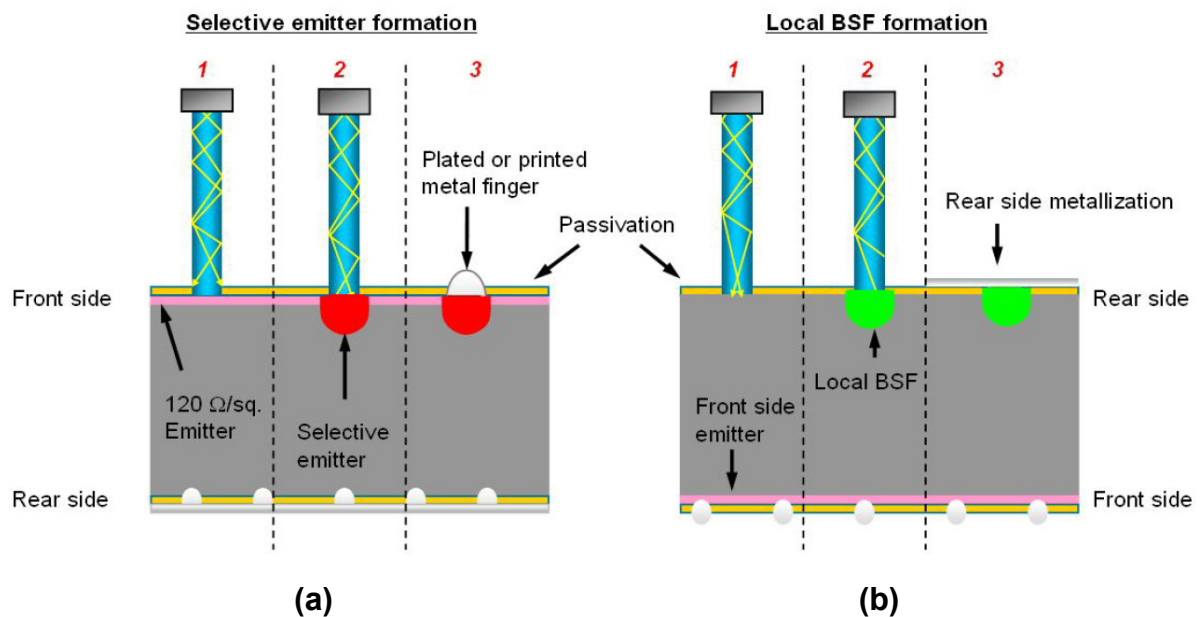 Selective emitter formation
Local BSF formation
1
2
3
1
2
3
Plated or printed
metal finger
Passivation
Rear side metallization
Front side
Rear side
120 Ω/sq.
Emitter
Selective
emitter
Local BSF
Front side
emitter
Rear side
Front side
(a)
(b)